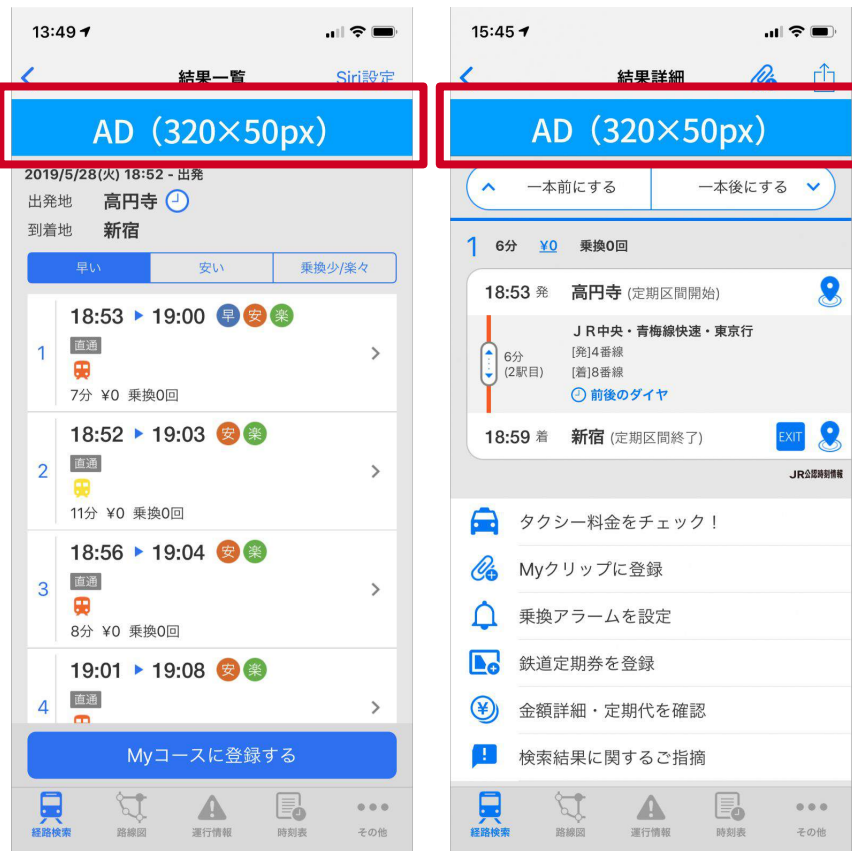 13:49
結果一覧
Siri設定
AD（320×50px）
2019/5/28(火) 18:52 - 出発
出発地 高円寺
到着地 新宿
早い 安い 乗換少/楽々
1
18:53 ▶ 19:00 早 安 楽
直通
7分 ¥0 乗換0回
2
18:52 ▶ 19:03 安 楽
直通
11分 ¥0 乗換0回
3
18:56 ▶ 19:04 安 楽
直通
8分 ¥0 乗換0回
4
19:01 ▶ 19:08 安 楽
直通
Myコースに登録する
経路検索 路線図 運行情報 時刻表 その他
15:45
結果詳細
AD（320×50px）
一本前にする 一本後にする
1 6分 ¥0 乗換0回
18:53 発 高円寺 (定期区間開始)
ＪＲ中央・青梅線快速・東京行
6分 [発]4番線
(2駅目) [着]8番線
前後のダイヤ
18:59 着 新宿 (定期区間終了) EXIT
JR公認時刻情報
タクシー料金をチェック！
Myクリップに登録
乗換アラームを設定
鉄道定期券を登録
金額詳細・定期代を確認
検索結果に関するご指摘
経路検索 路線図 運行情報 時刻表 その他